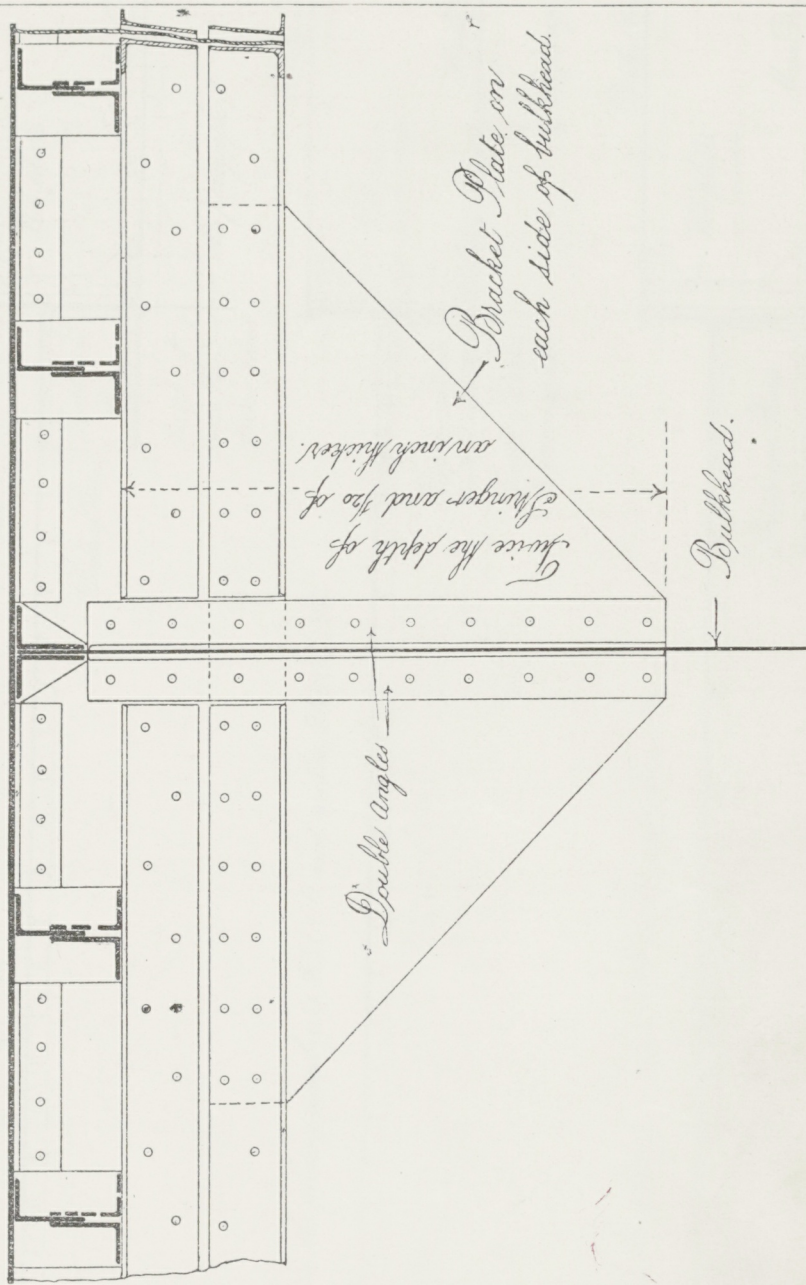 Bracket Plate on
each side of bulkhead.
Twice the depth of
Stringer and 1/20 of
an inch thicker.
Double angles
Bulkhead.